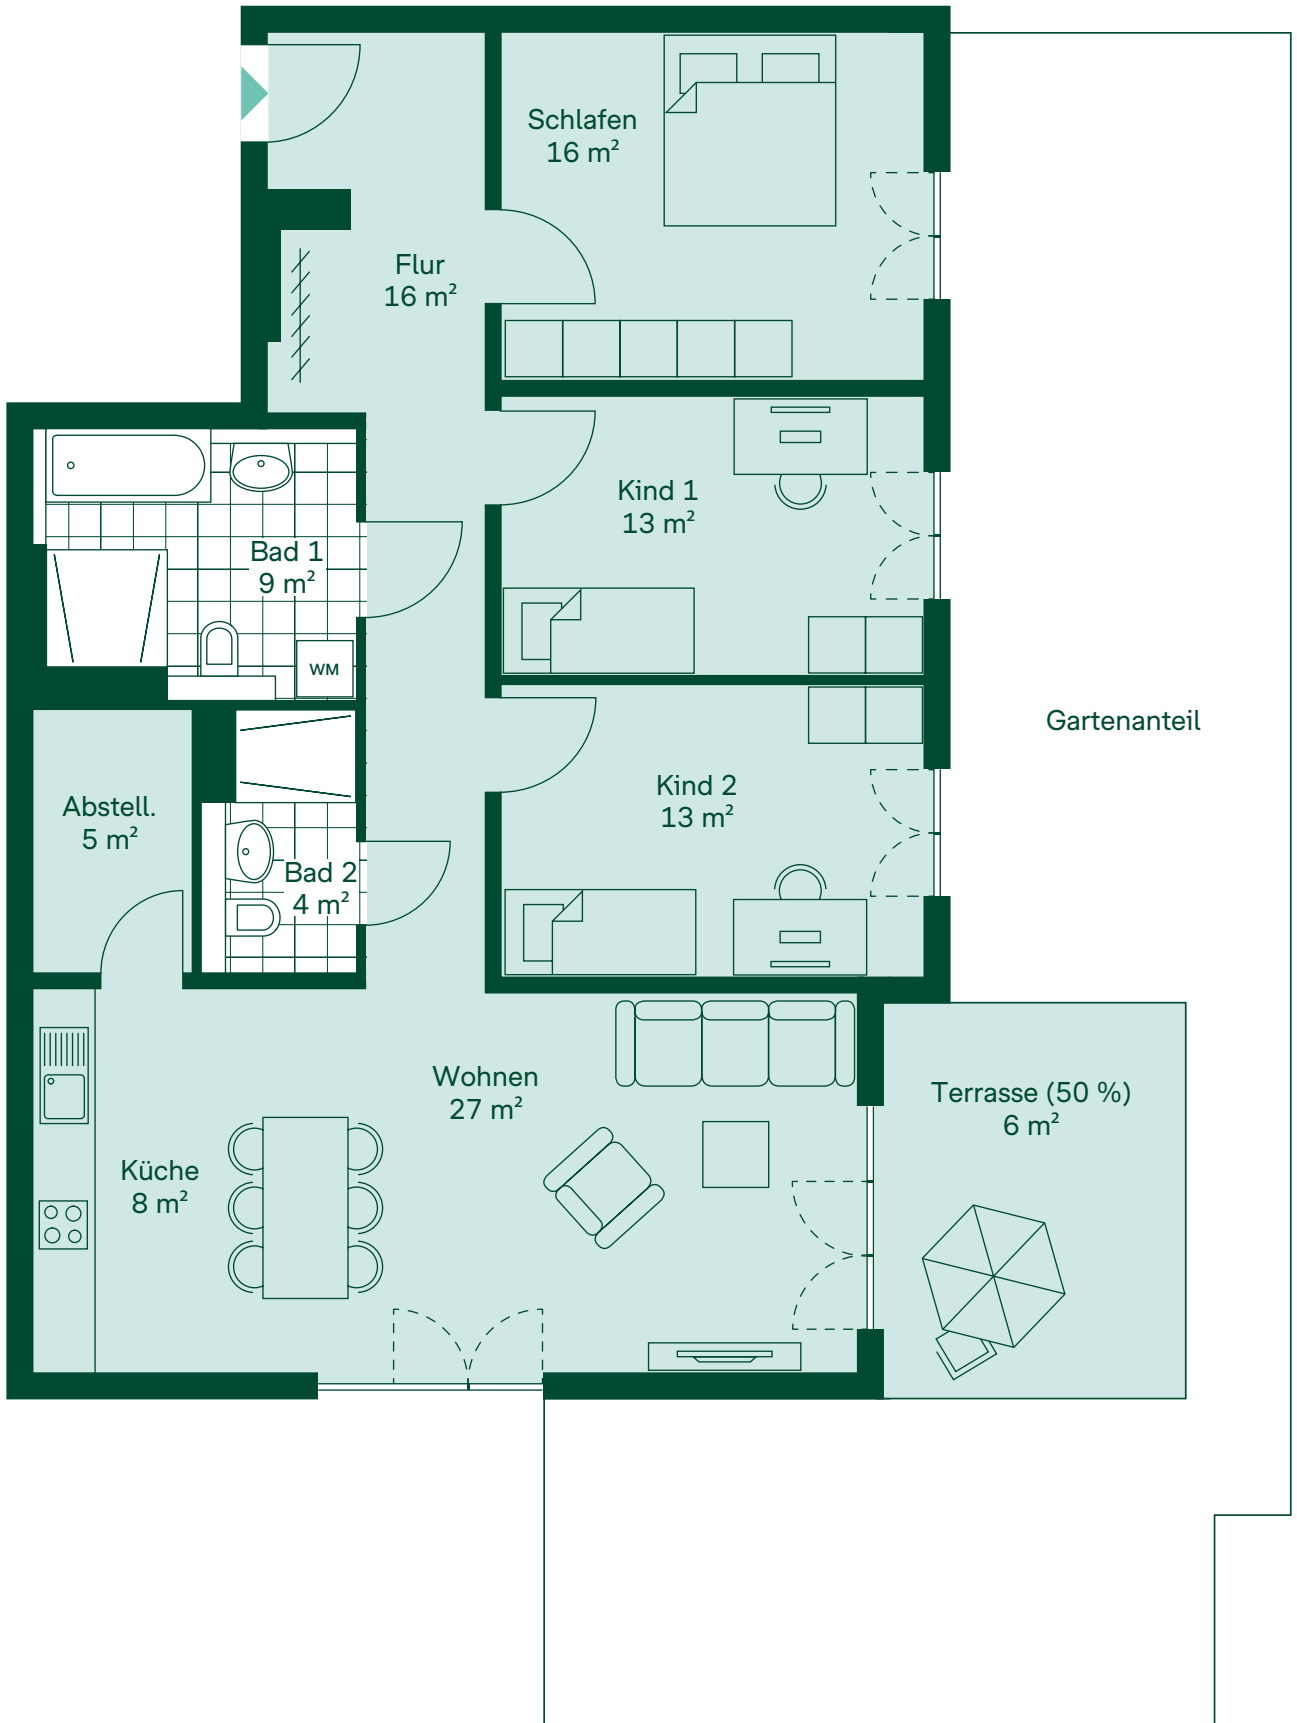 Schlafen
16 m²
Flur
16 m²
Kind 1
13 m²
Bad 1
9 m²
WM
Gartenanteil
Kind 2
13 m²
Abstell.
5 m²
Bad 2
4 m²
Wohnen
27 m²
Terrasse (50 %)
6 m²
Küche
8 m²